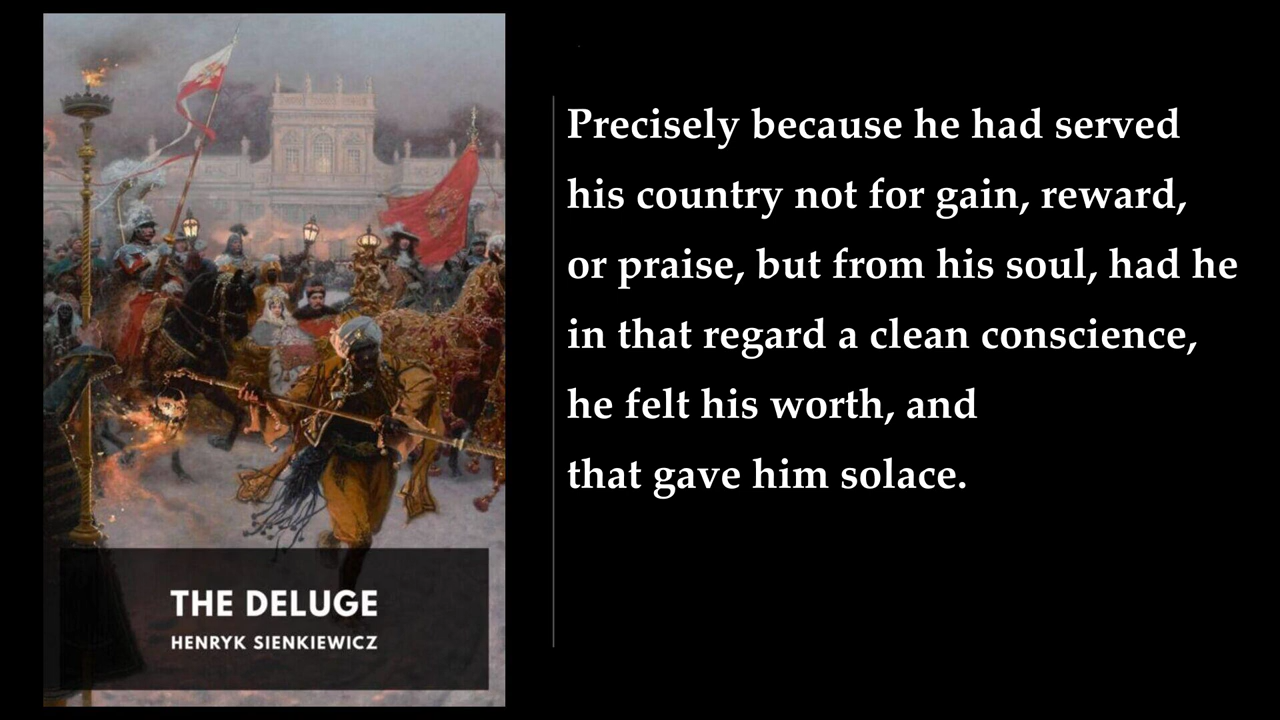 Precisely because he had served
his country not for gain, reward,
or praise, but from his soul, had he
in that regard a clean conscience,
he felt his worth, and
that gave him solace.
THE DELUGE
HENRYK SIENKIEWICZ